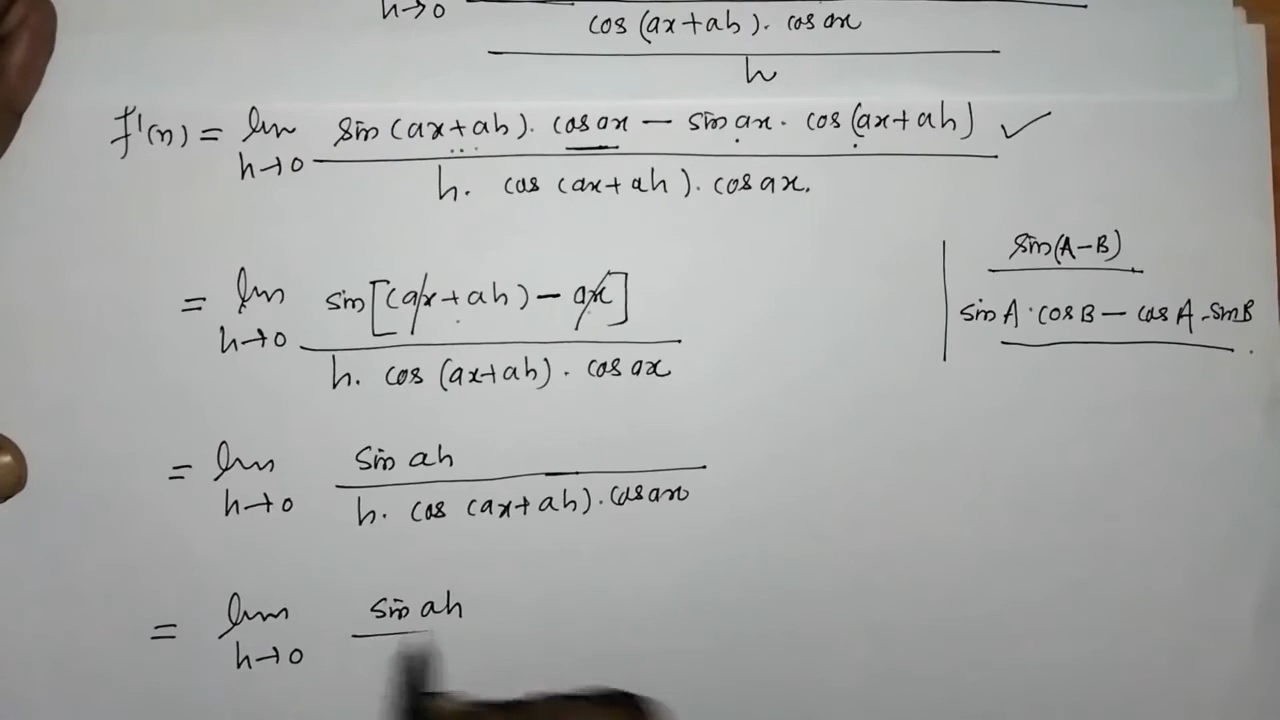 h→0
cos (ax+ah). cos ax
h
f'(x) = lim sin (ax+ah). cos ax − sin ax. cos (ax+ah) ✓
h→0 h. cos (ax+ah). cos ax.
= lim sin [(ax+ah) − ax]
h→0 h. cos (ax+ah). cos ax
sin(A−B)
sin A · cos B − cos A · sin B
= lim sin ah
h→0 h. cos (ax+ah). cos ax
= lim sin ah
h→0